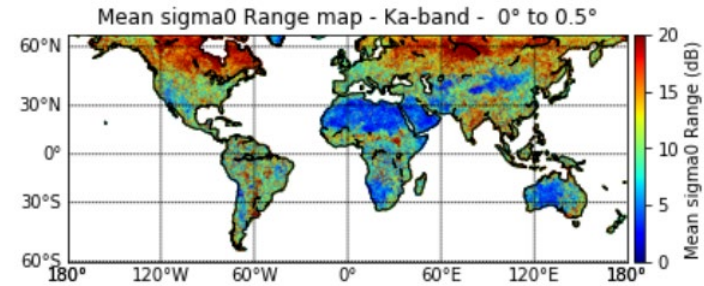 Mean sigma0 Range map - Ka-band - 0° to 0.5°
60°N
30°N
0°
30°S
60°S
180° 120°W 60°W 0° 60°E 120°E 180°
20
15
10
5
0
Mean sigma0 Range (dB)